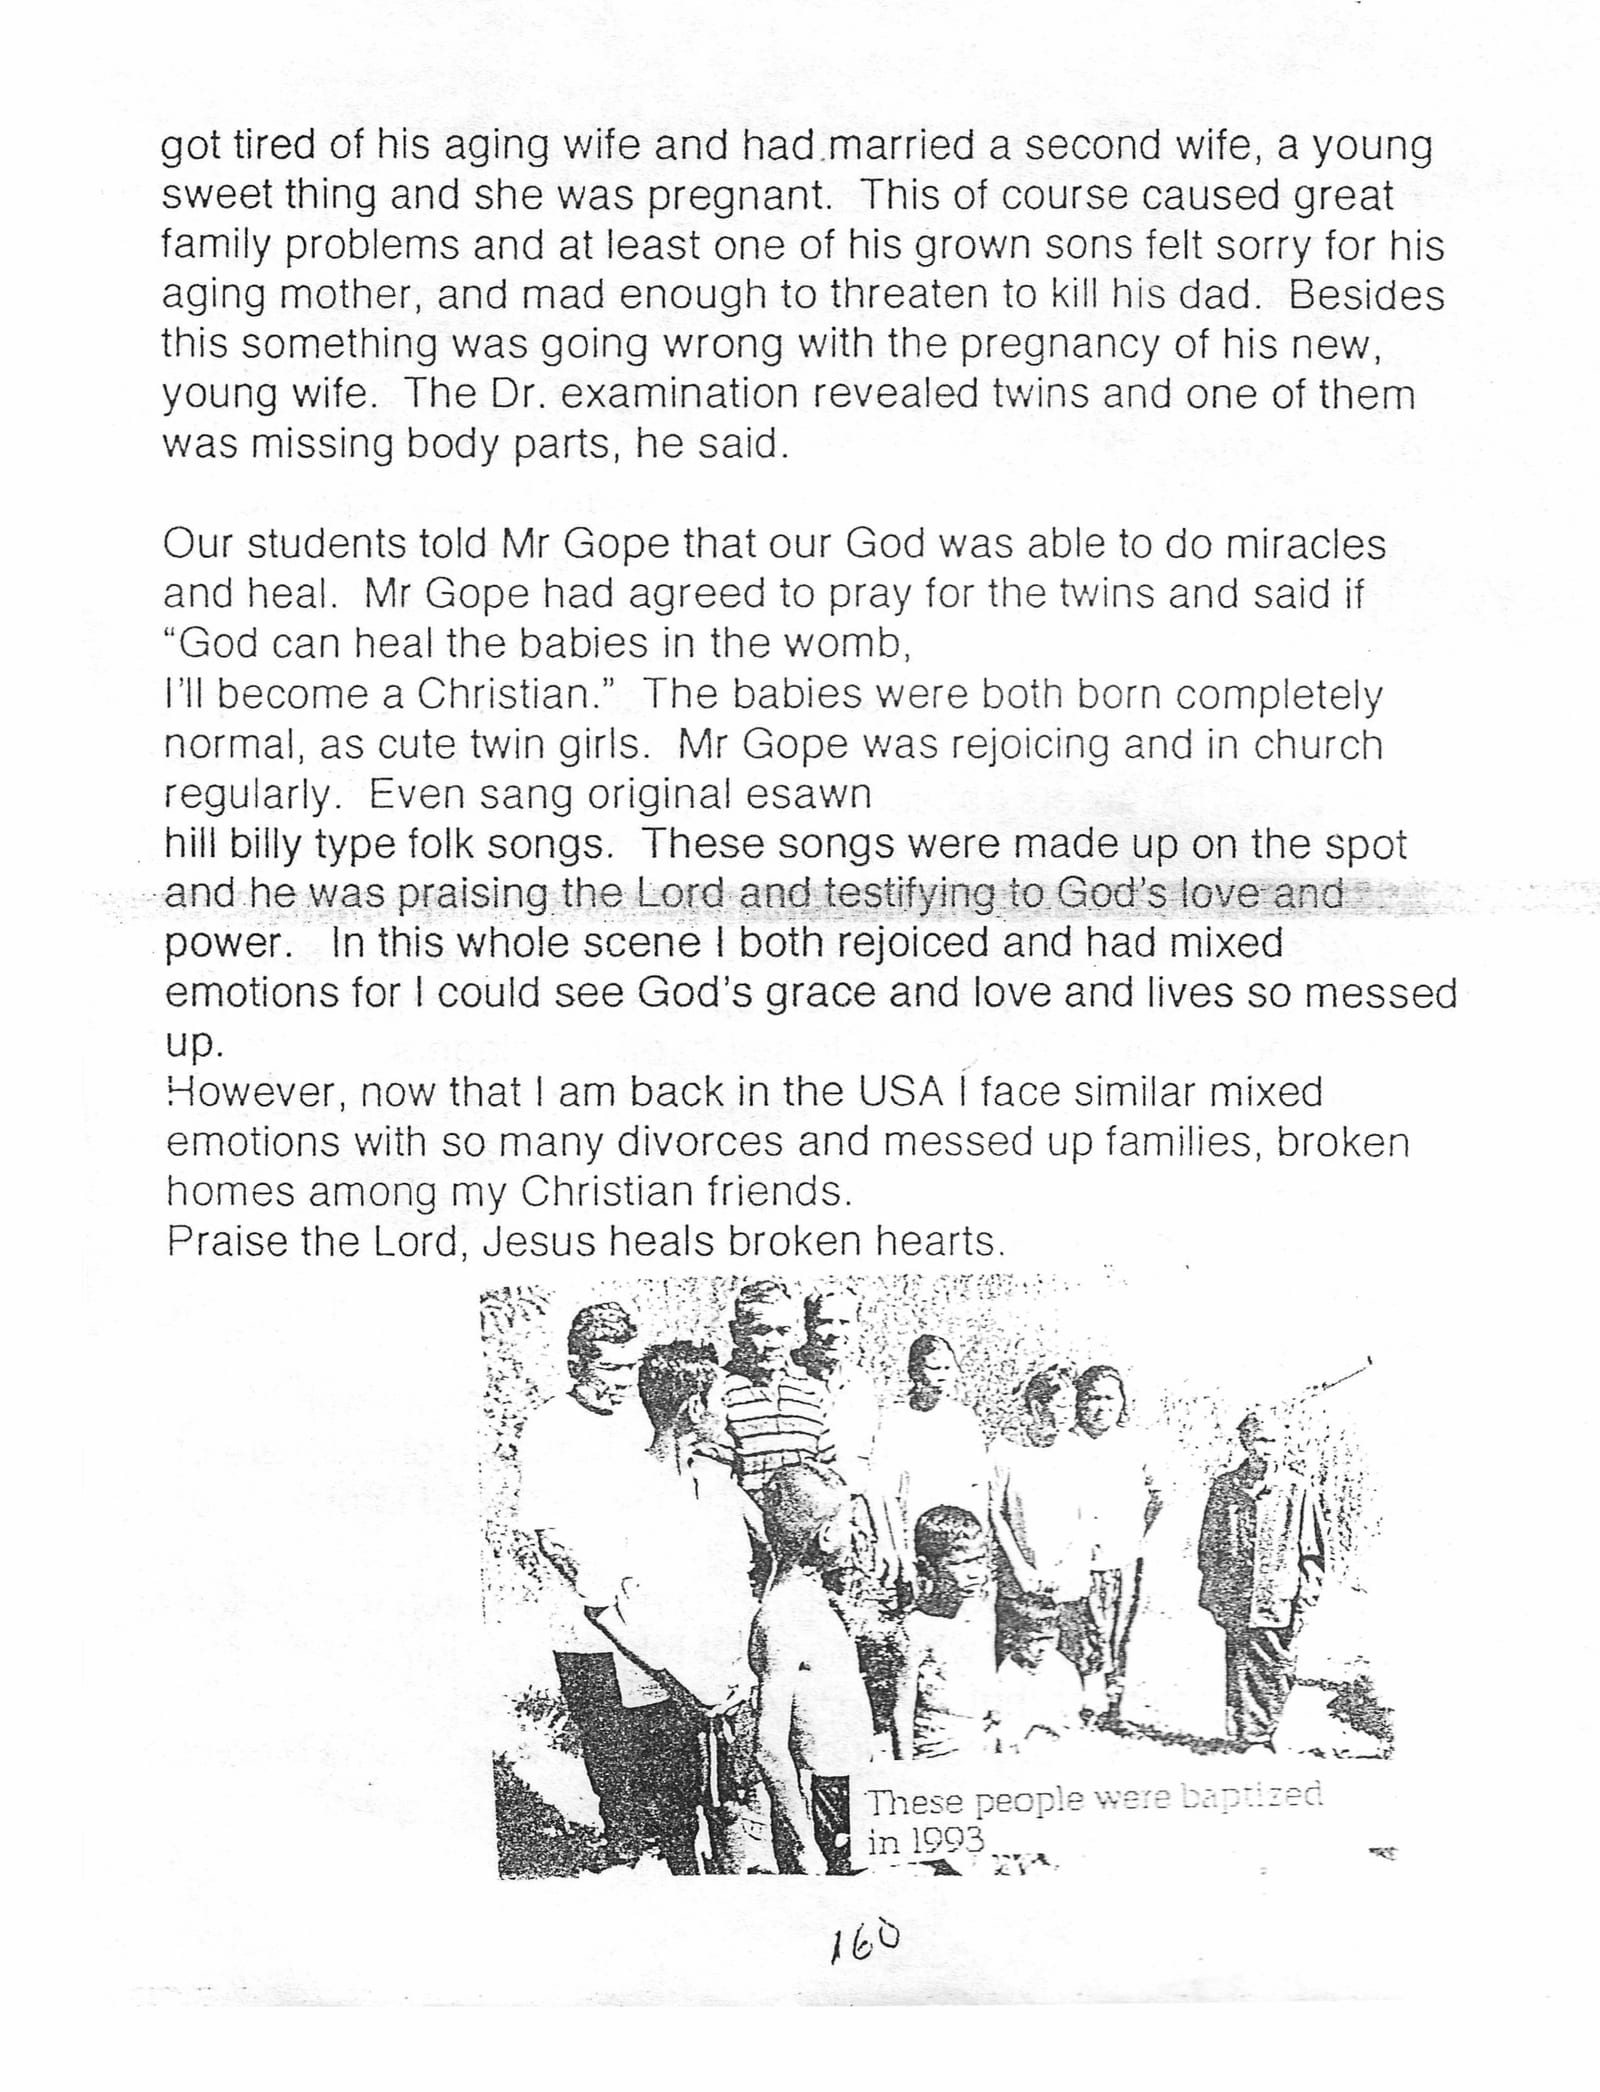 got tired of his aging wife and had married a second wife, a young
sweet thing and she was pregnant.  This of course caused great
family problems and at least one of his grown sons felt sorry for his
aging mother, and mad enough to threaten to kill his dad.  Besides
this something was going wrong with the pregnancy of his new,
young wife.  The Dr. examination revealed twins and one of them
was missing body parts, he said.

Our students told Mr Gope that our God was able to do miracles
and heal.  Mr Gope had agreed to pray for the twins and said if
“God can heal the babies in the womb,
I’ll become a Christian.”  The babies were both born completely
normal, as cute twin girls.  Mr Gope was rejoicing and in church
regularly.  Even sang original esawn
hill billy type folk songs.  These songs were made up on the spot
and he was praising the Lord and testifying to God’s love and
power.   In this whole scene I both rejoiced and had mixed
emotions for I could see God’s grace and love and lives so messed
up.
However, now that I am back in the USA I face similar mixed
emotions with so many divorces and messed up families, broken
homes among my Christian friends.
Praise the Lord, Jesus heals broken hearts.
These people were baptized
in 1993
160